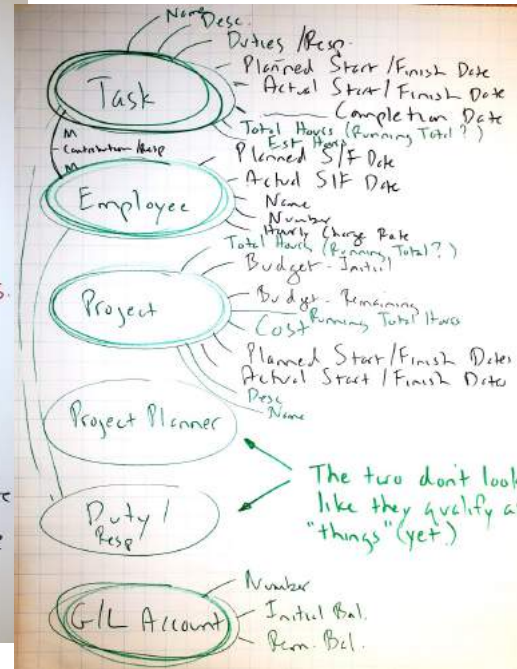 Name
Desc.
Duties / Resp.
Planned Start / Finish Date
Task
Actual Start / Finish Date
Completion Date
Total Hours (Running Total?)
Est Hours
M
Contribution / Resp
M
Planned S/F Date
Actual S/F Date
Employee
Name
Number
Hourly Charge Rate
Total Hours (Running Total?)
Budget - Initial
Project
Budget - Remaining
Running Total Hours
Cost
Planned Start / Finish Dates
Actual Start / Finish Dates
Desc
Name
Project Planner
The two don't look
like they qualify a
"things" (yet)
Duty /
Resp
Number
G/L Account
Initial Bal.
Rem. Bal.